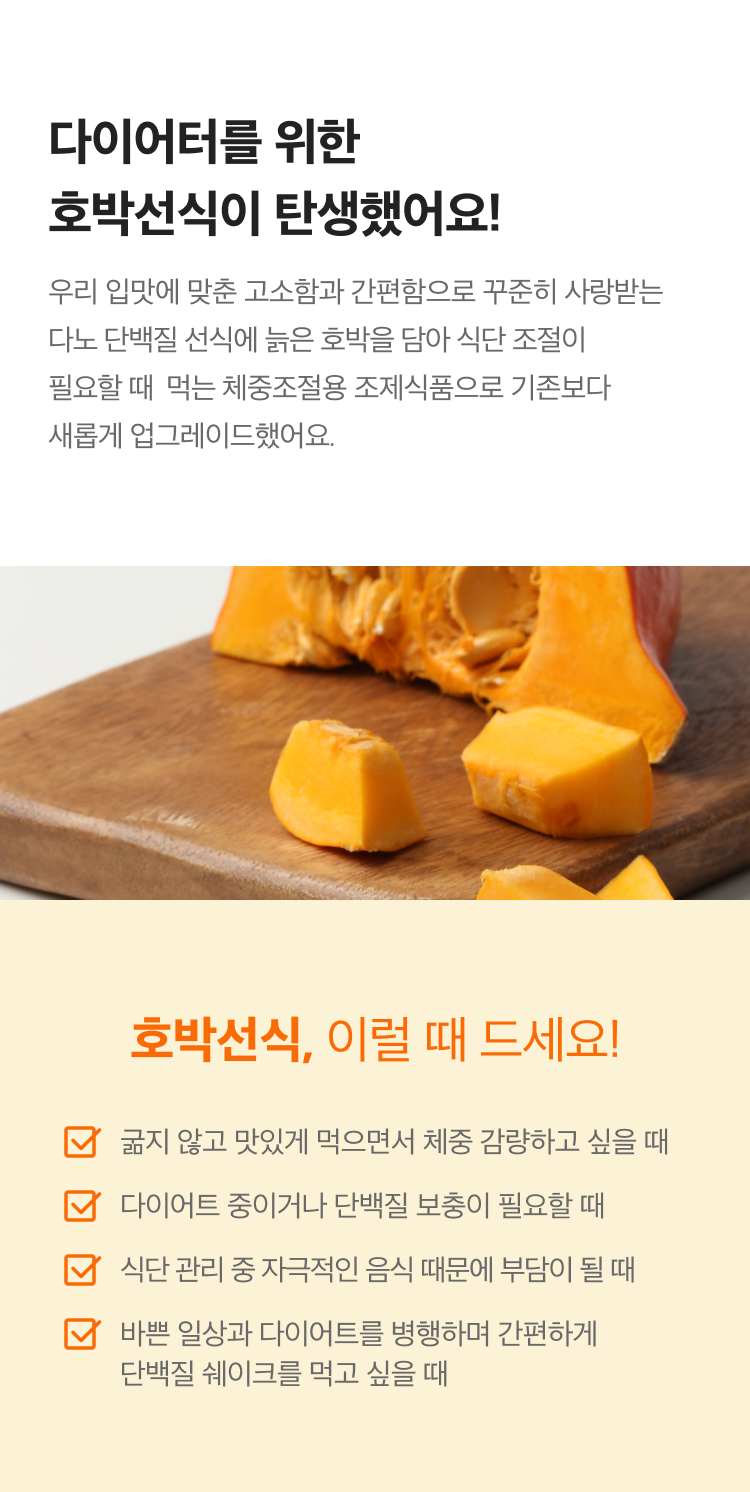 다이어터를 위한
호박선식이 탄생했어요!
우리 입맛에 맞춘 고소함과 간편함으로 꾸준히 사랑받는
다노 단백질 선식에 늙은 호박을 담아 식단 조절이
필요할 때 먹는 체중조절용 조제식품으로 기존보다
새롭게 업그레이드했어요.
호박선식, 이럴 때 드세요!
굶지 않고 맛있게 먹으면서 체중 감량하고 싶을 때
다이어트 중이거나 단백질 보충이 필요할 때
식단 관리 중 자극적인 음식 때문에 부담이 될 때
바쁜 일상과 다이어트를 병행하며 간편하게
단백질 쉐이크를 먹고 싶을 때